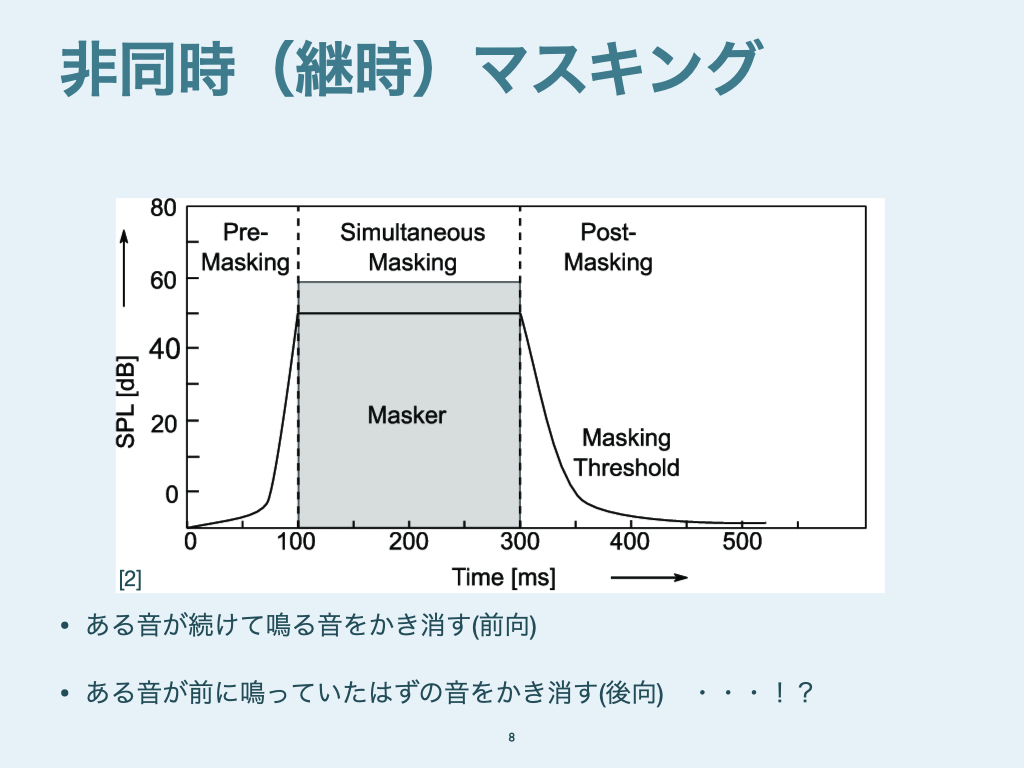 非同時（継時）マスキング
80
60
40
20
0
SPL [dB]
Pre-
Masking
Simultaneous
Masking
Post-
Masking
Masker
Masking
Threshold
0 100 200 300 400 500
Time [ms]
[2]
• ある音が続けて鳴る音をかき消す(前向)
• ある音が前に鳴っていたはずの音をかき消す(後向)　・・・！？
8